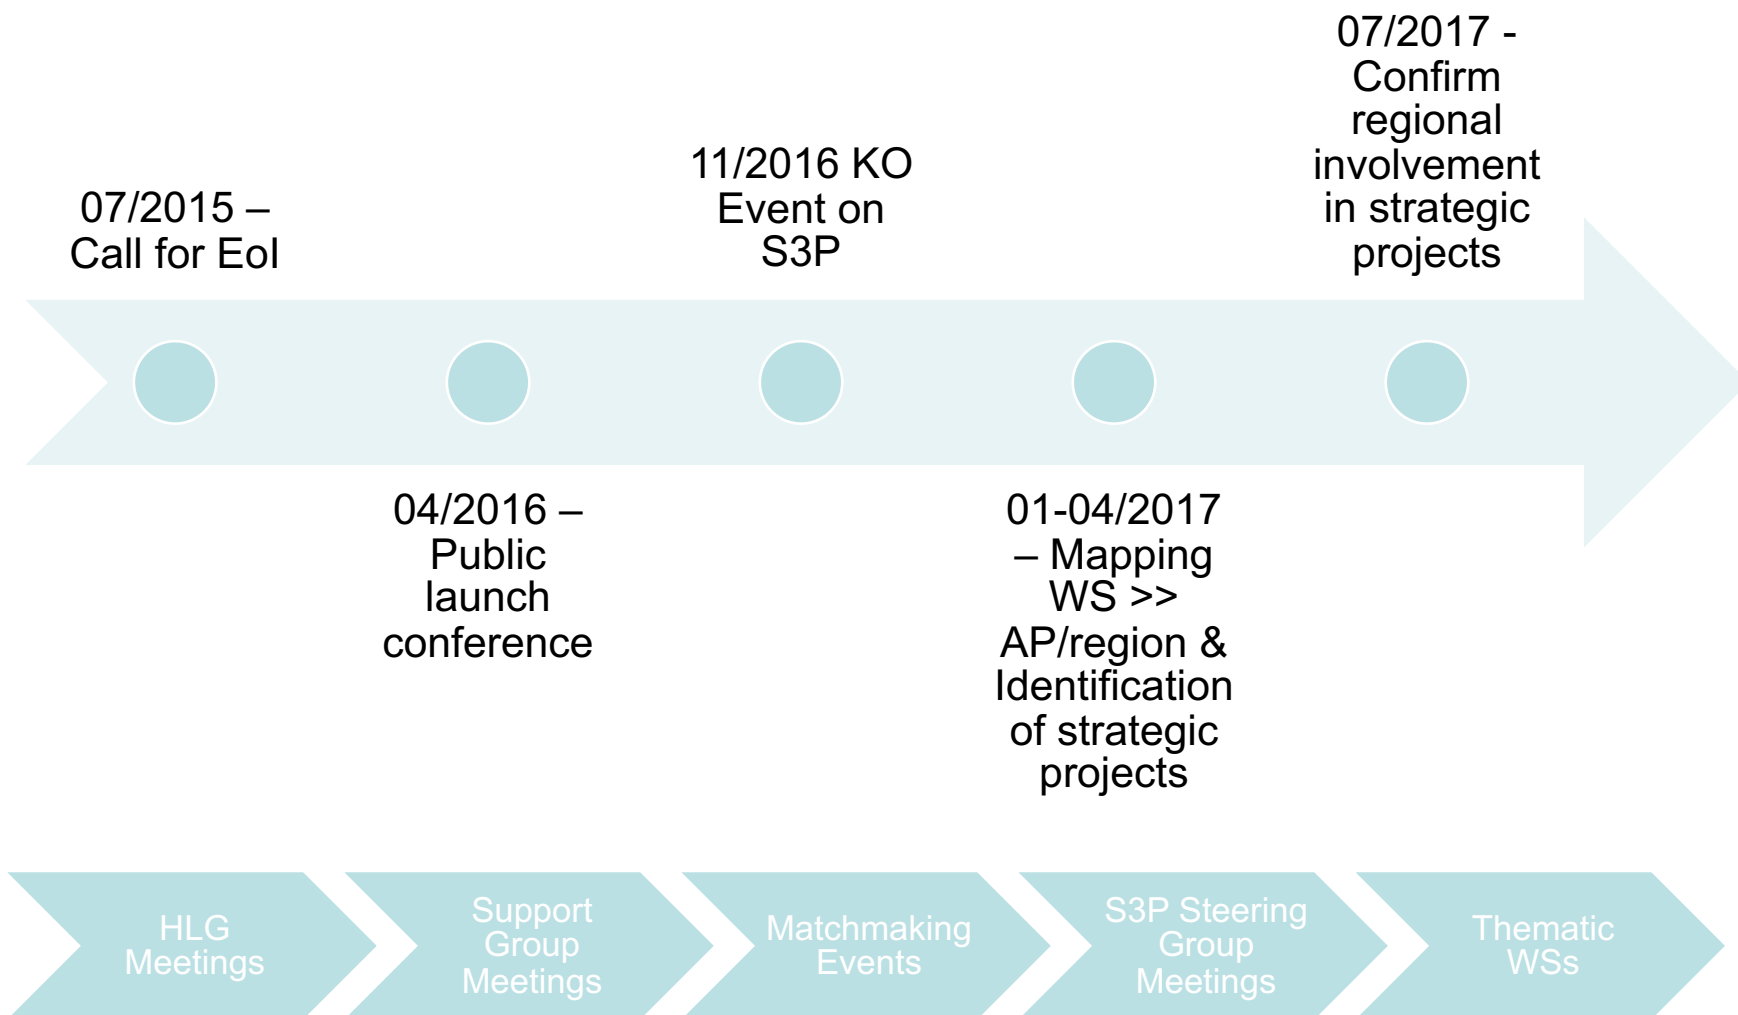 07/2015 –
Call for EoI
04/2016 –
Public
launch
conference
11/2016 KO
Event on
S3P
01-04/2017
– Mapping
WS >>
AP/region &
Identification
of strategic
projects
07/2017 -
Confirm
regional
involvement
in strategic
projects
HLG
Meetings
Support
Group
Meetings
Matchmaking
Events
S3P Steering
Group
Meetings
Thematic
WSs